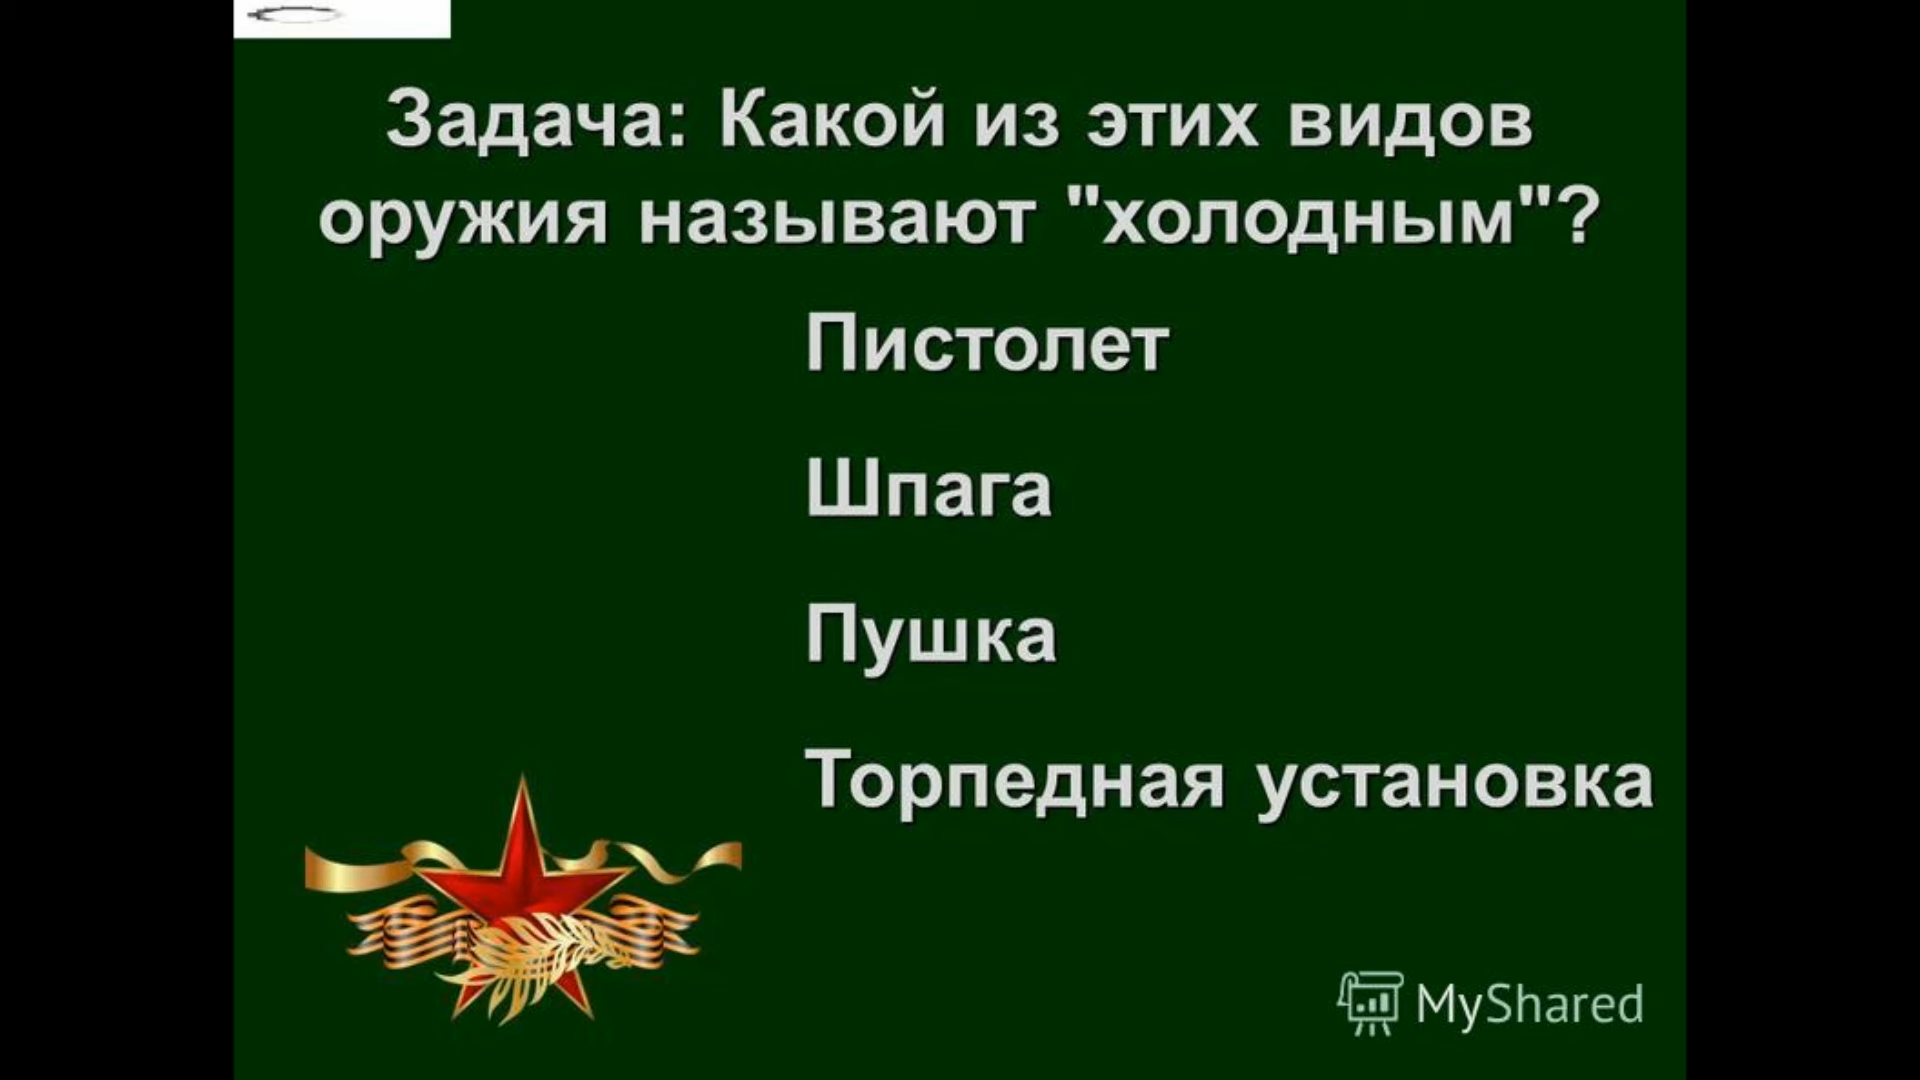 Задача: Какой из этих видов
оружия называют "холодным"?
Пистолет
Шпага
Пушка
Торпедная установка
MyShared